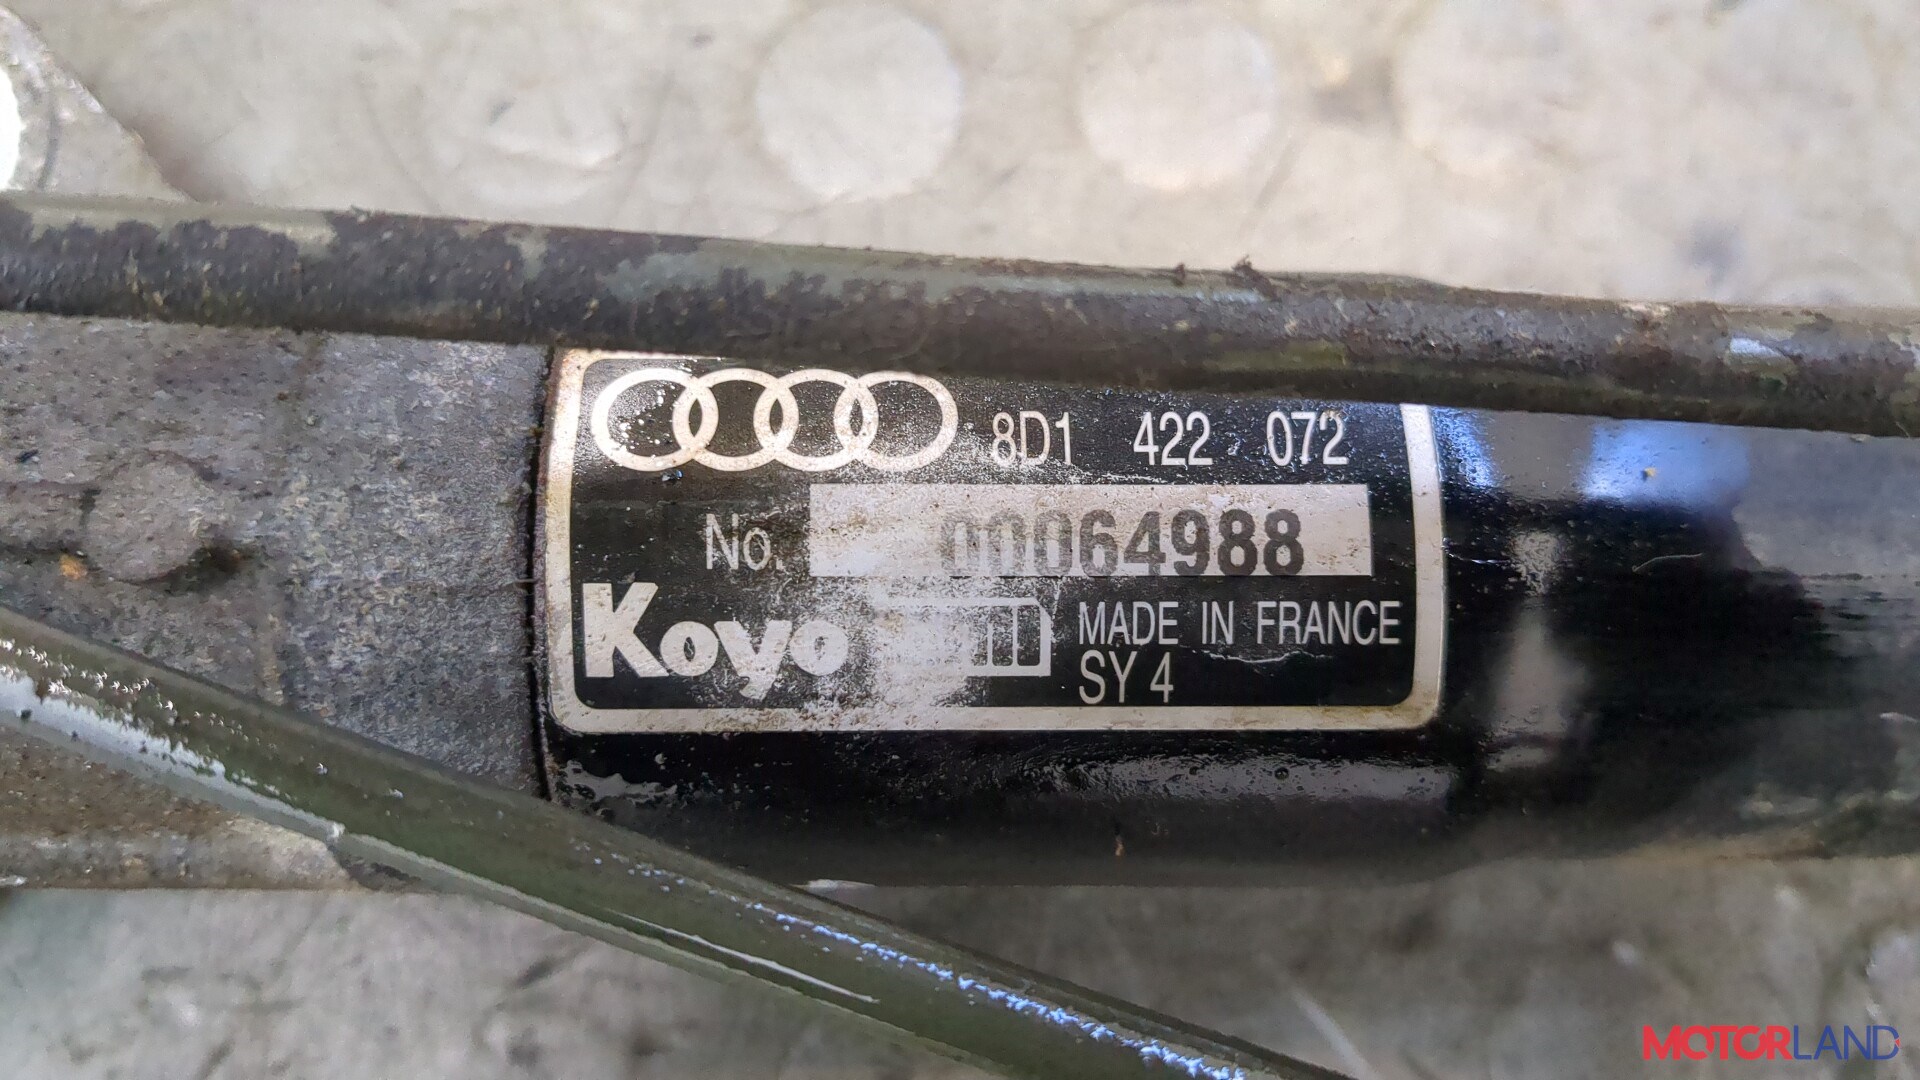 8D1 422 072
No. 00064988
Koyo MADE IN FRANCE
SY 4
MOTORLAND